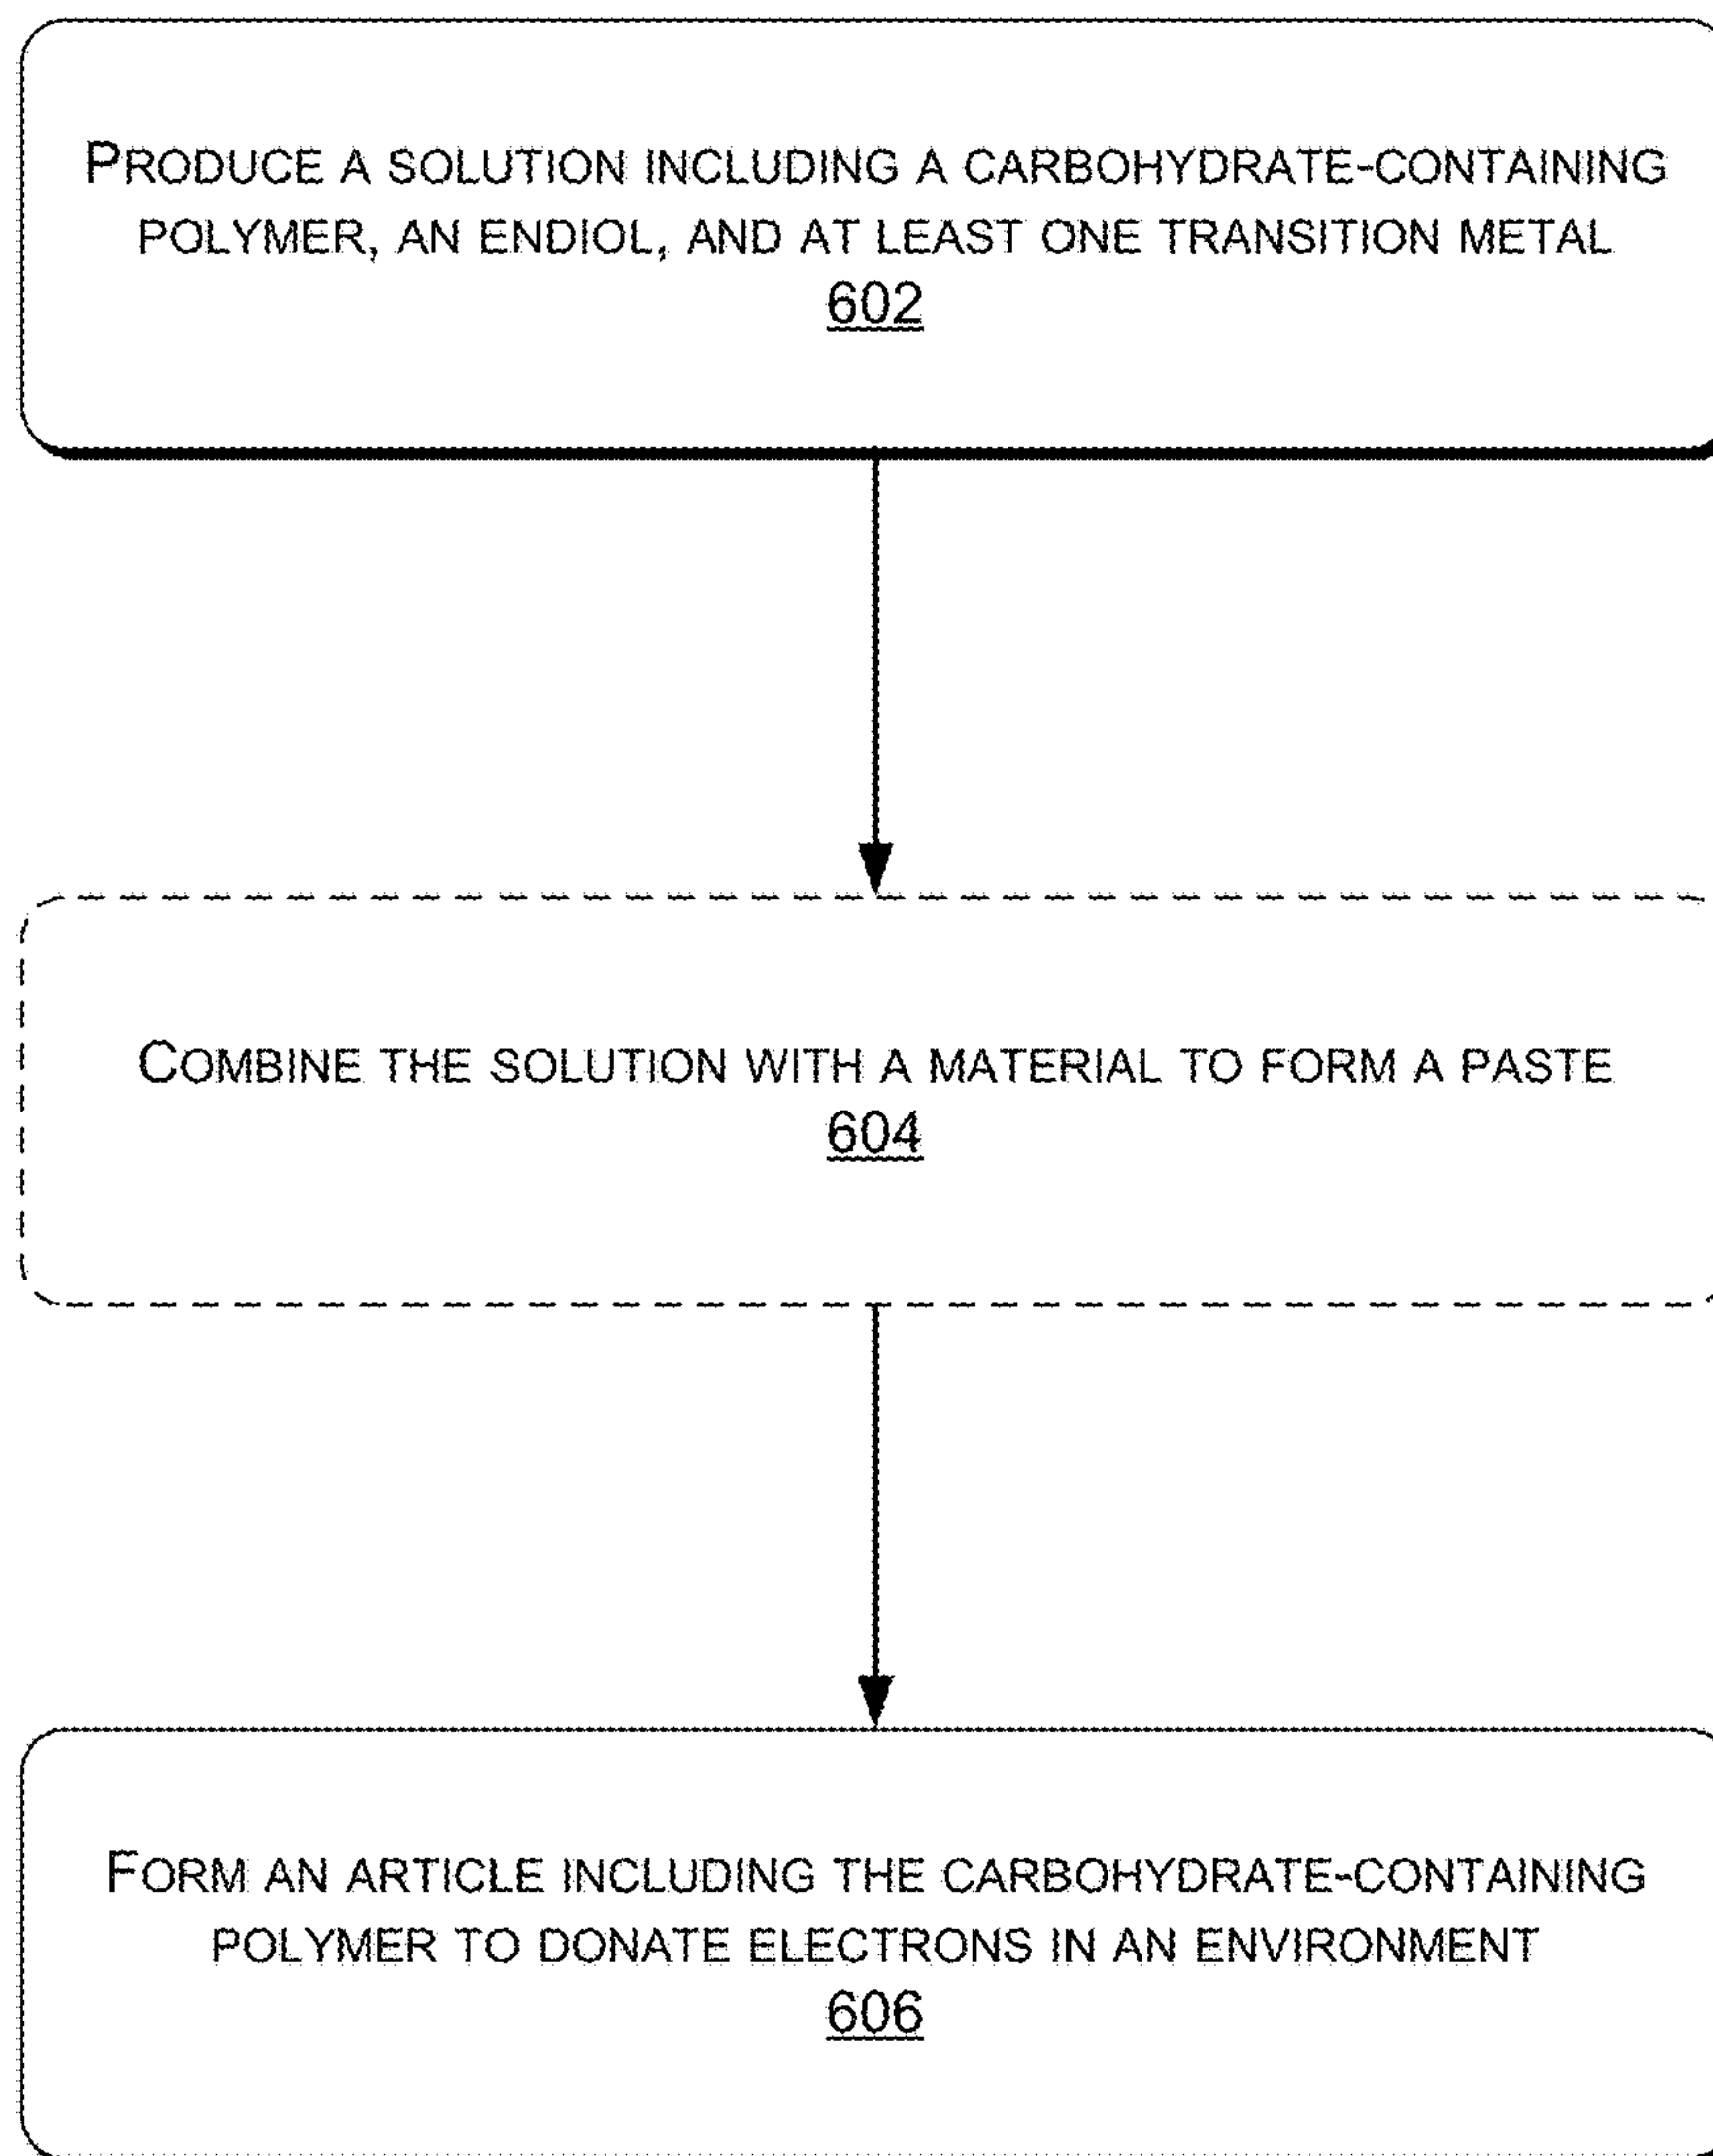 PRODUCE A SOLUTION INCLUDING A CARBOHYDRATE-CONTAINING
POLYMER, AN ENDIOL, AND AT LEAST ONE TRANSITION METAL
602
COMBINE THE SOLUTION WITH A MATERIAL TO FORM A PASTE
604
FORM AN ARTICLE INCLUDING THE CARBOHYDRATE-CONTAINING
POLYMER TO DONATE ELECTRONS IN AN ENVIRONMENT
606